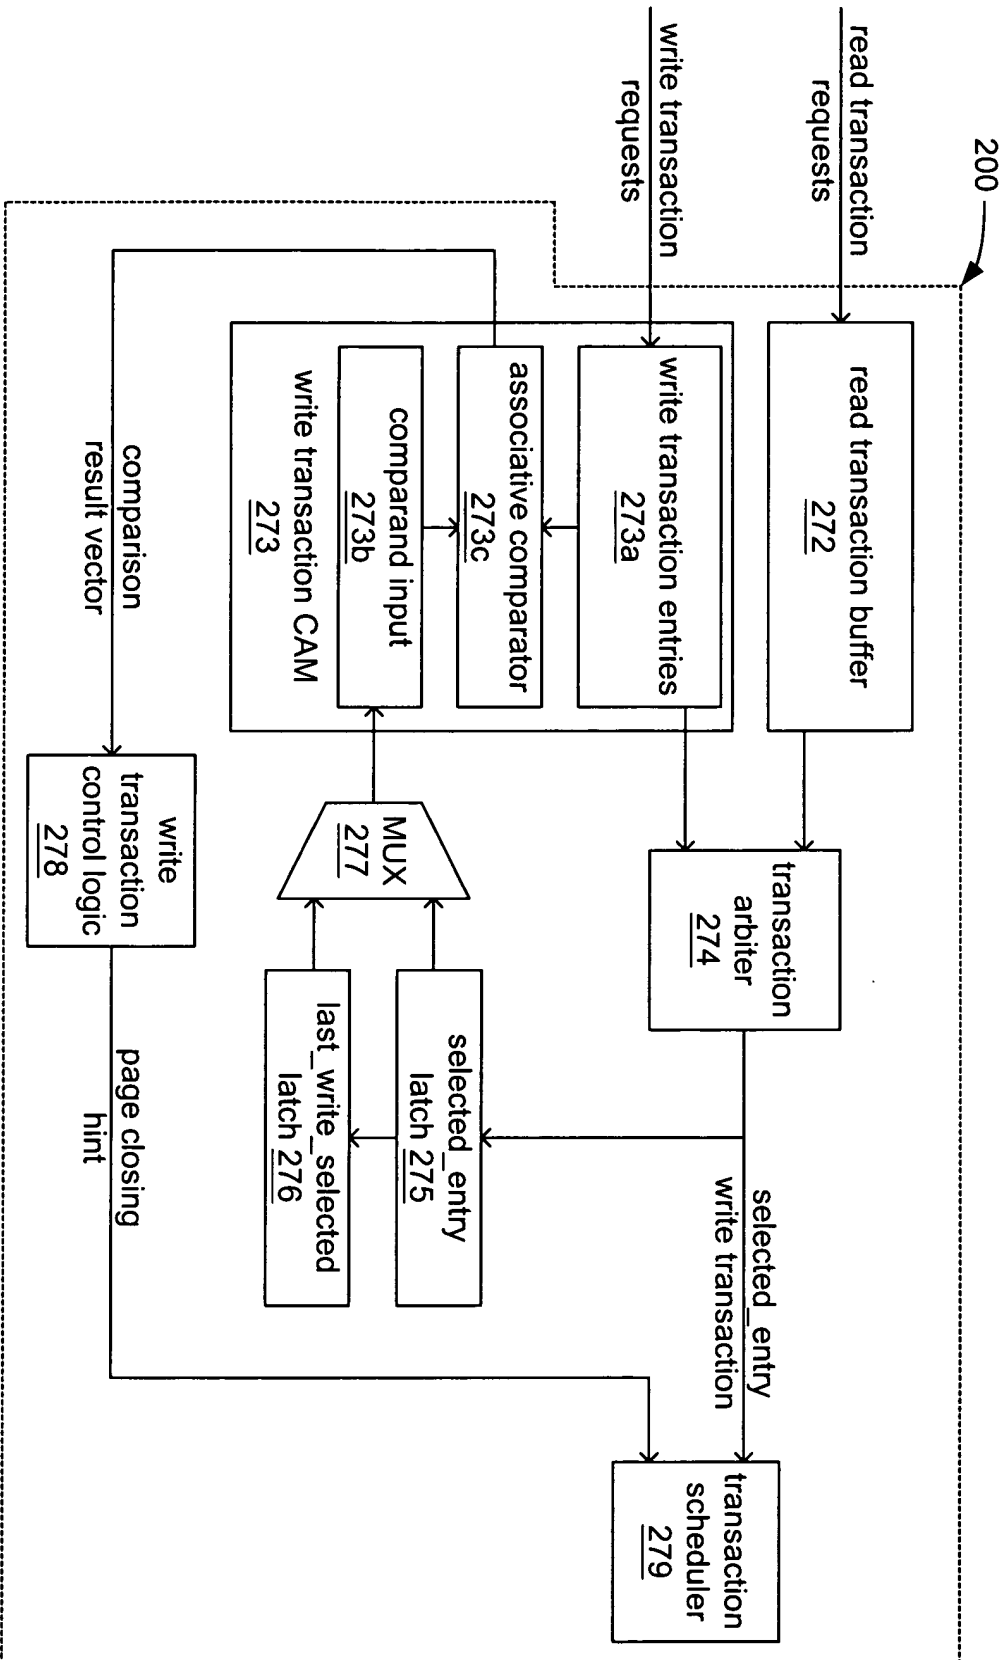 200
read transaction
requests
write transaction
requests
read transaction buffer
272
write transaction entries
273a
associative comparator
273c
comparand input
273b
write transaction CAM
273
transaction
arbiter
274
selected_entry
write transaction
MUX
277
selected_entry
latch 275
last_write_selected
latch 276
comparison
result vector
write
transaction
control logic
278
page closing
hint
transaction
scheduler
279